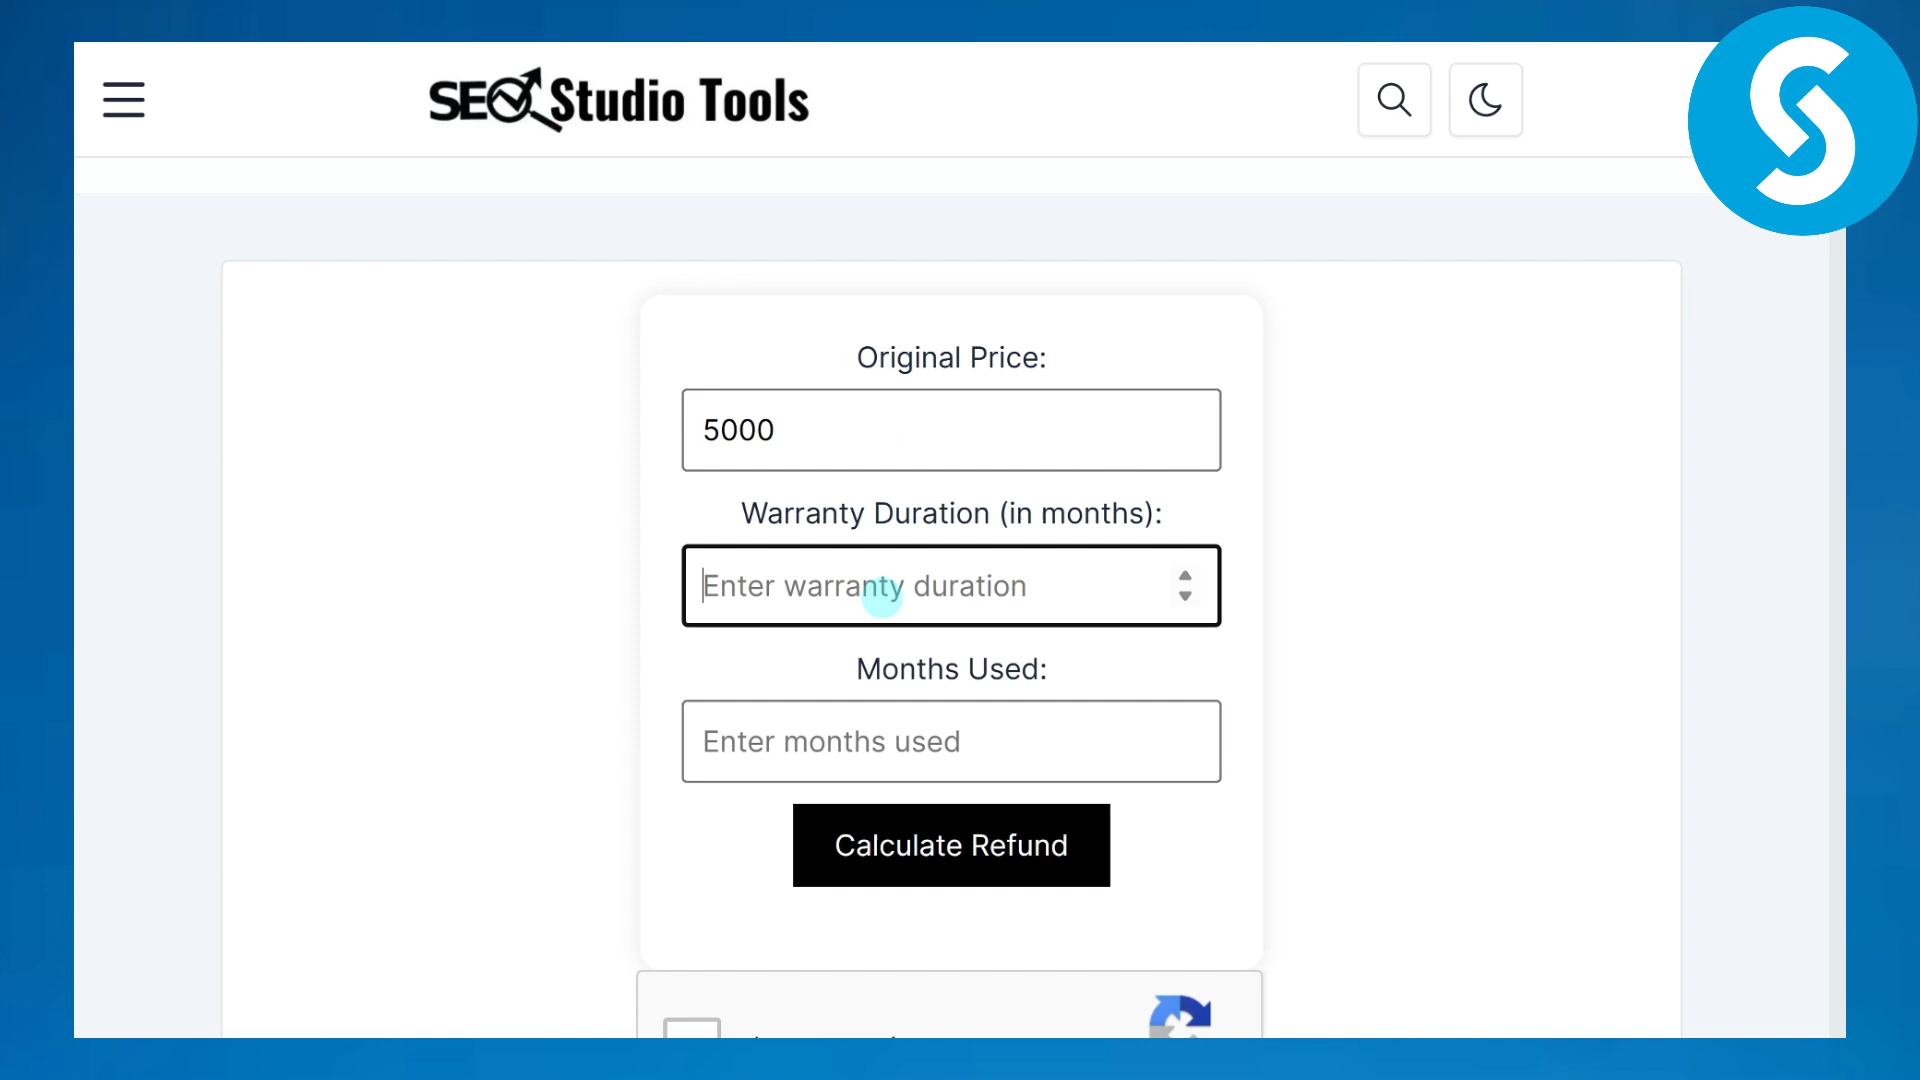 SEO Studio Tools
Original Price:
5000
Warranty Duration (in months):
Enter warranty duration
Months Used:
Enter months used
Calculate Refund